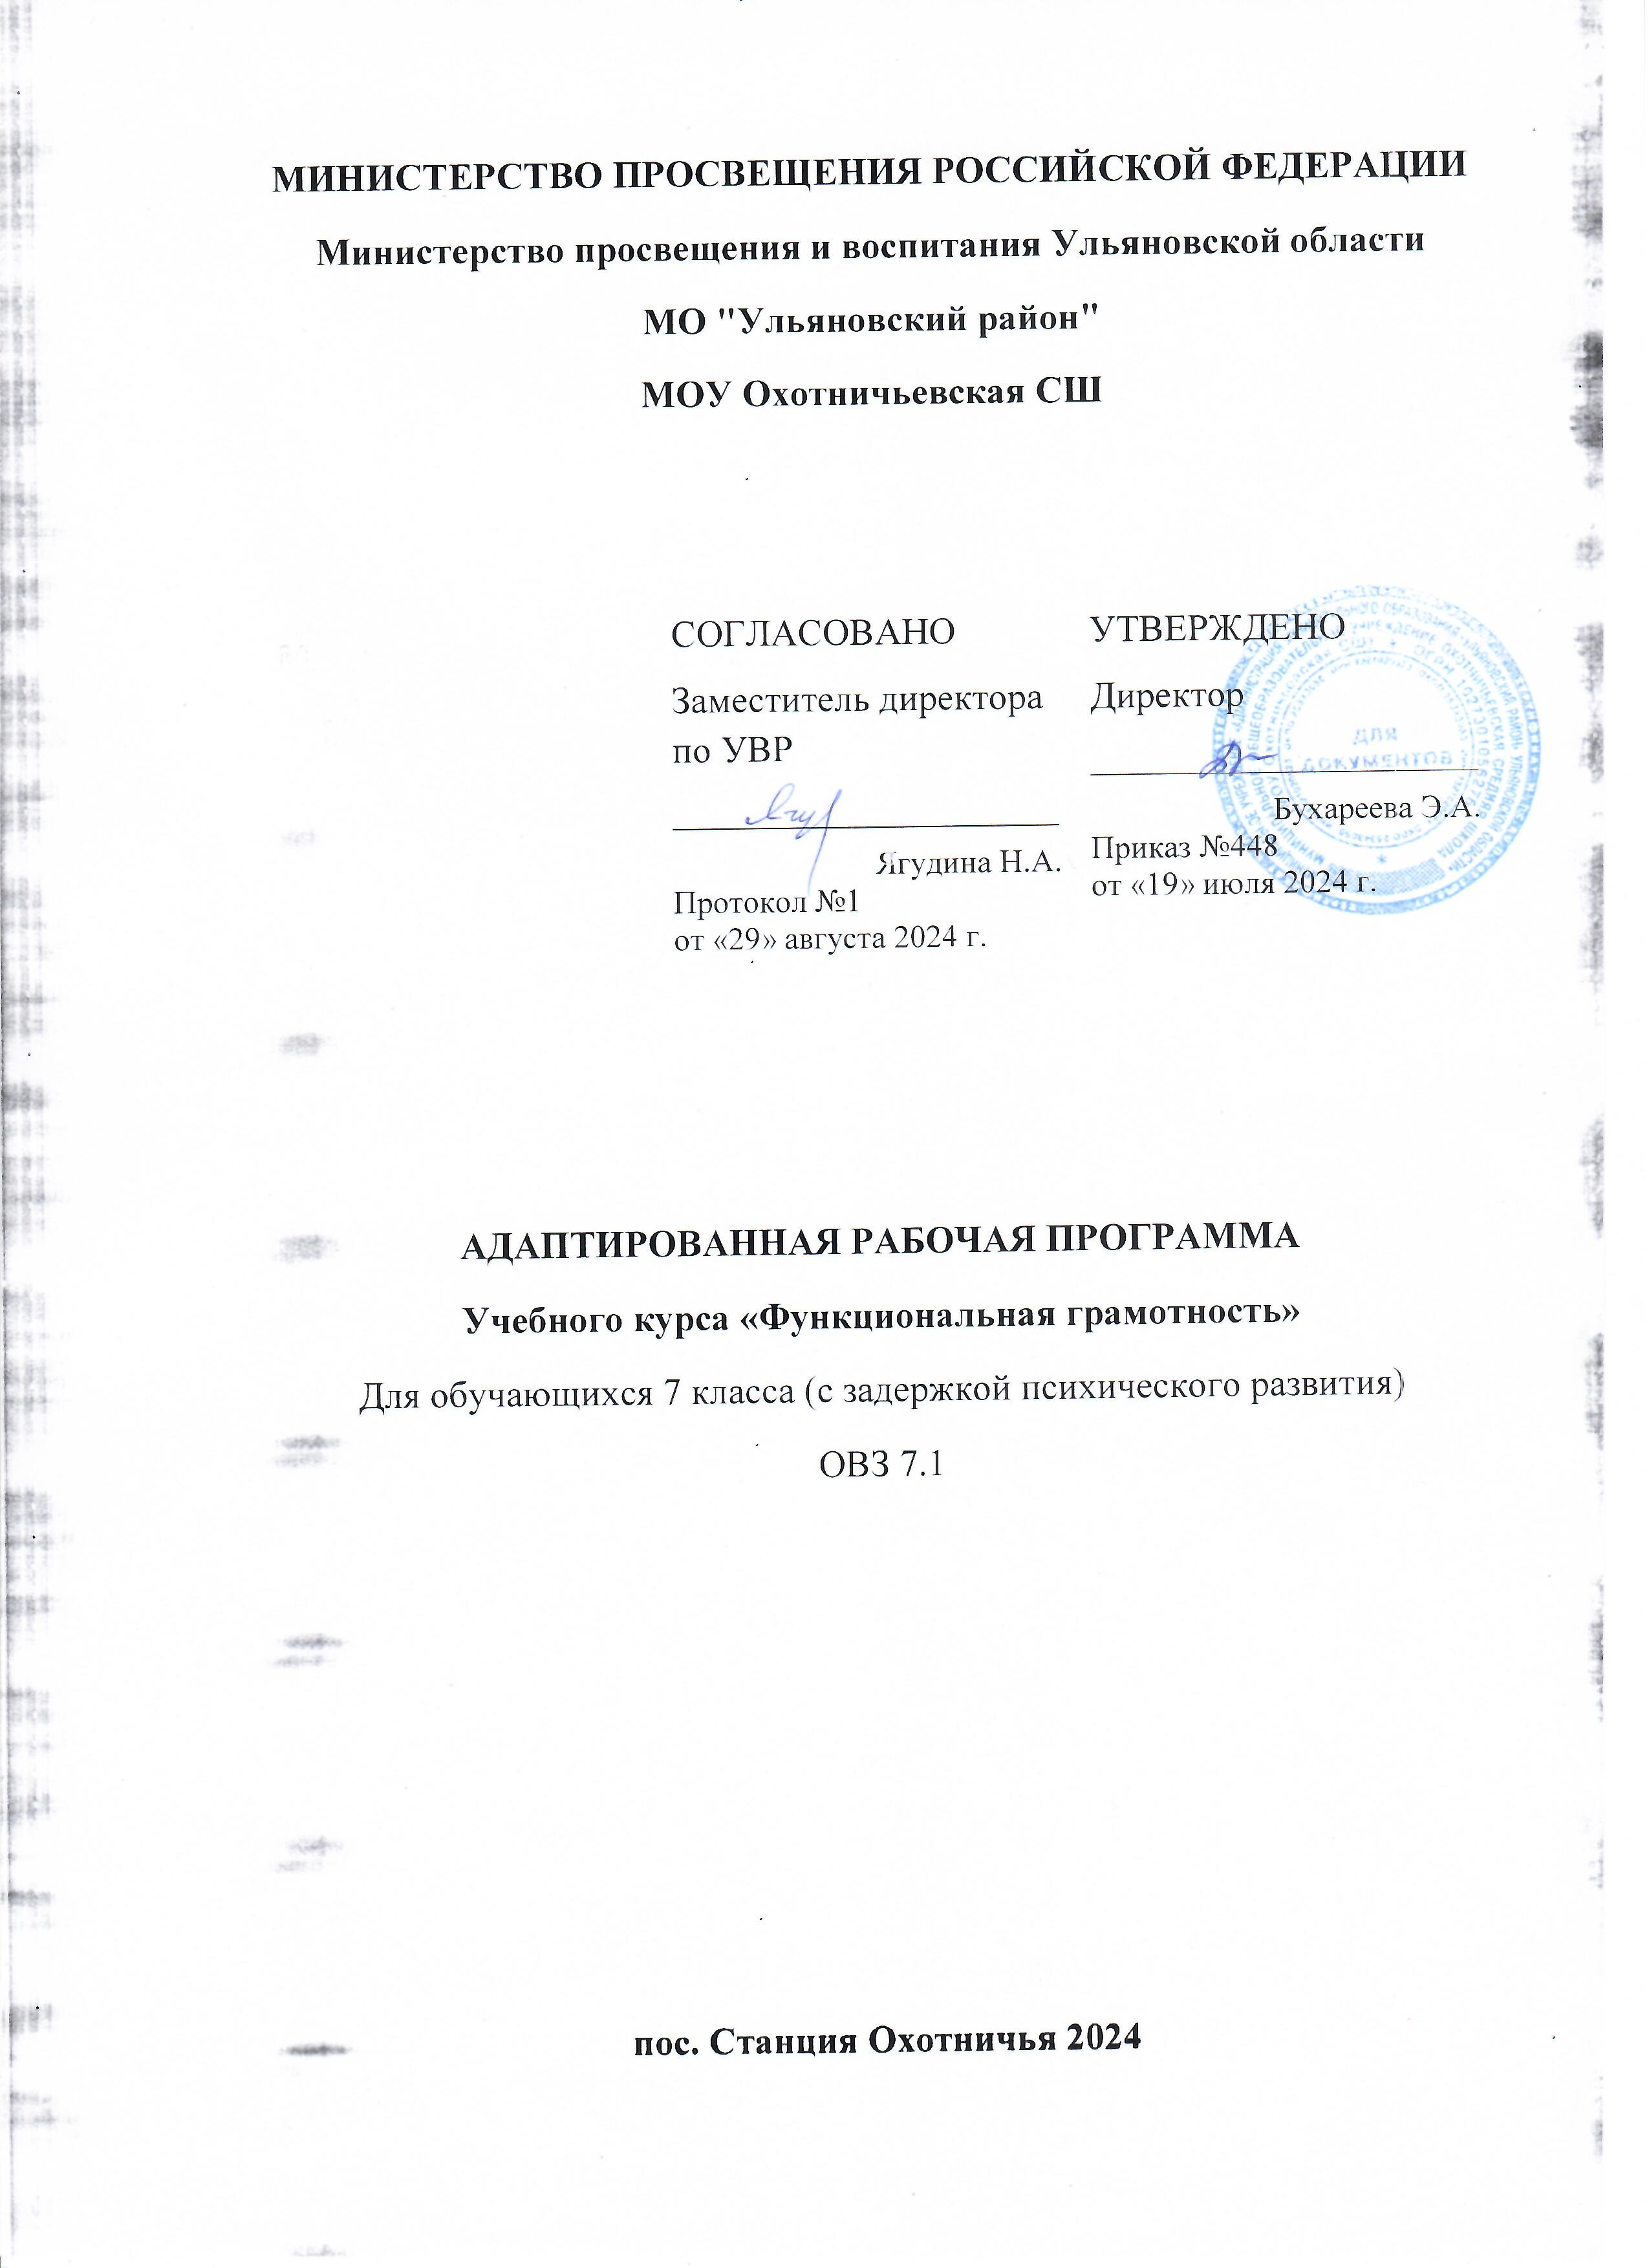 МИНИСТЕРСТВО ПРОСВЕЩЕНИЯ РОССИЙСКОЙ ФЕДЕРАЦИИ
Министерство просвещения и воспитания Ульяновской области
МО "Ульяновский район"
МОУ Охотничьевская СШ
СОГЛАСОВАНО
Заместитель директора
по УВР
Ягудина Н.А.
Протокол №1
от «29» августа 2024 г.
УТВЕРЖДЕНО
Директор
ДЛЯ
ДОКУМЕНТОВ
Бухареева Э.А.
Приказ №448
от «19» июля 2024 г.
АДАПТИРОВАННАЯ РАБОЧАЯ ПРОГРАММА
Учебного курса «Функциональная грамотность»
Для обучающихся 7 класса (с задержкой психического развития)
ОВЗ 7.1
пос. Станция Охотничья 2024